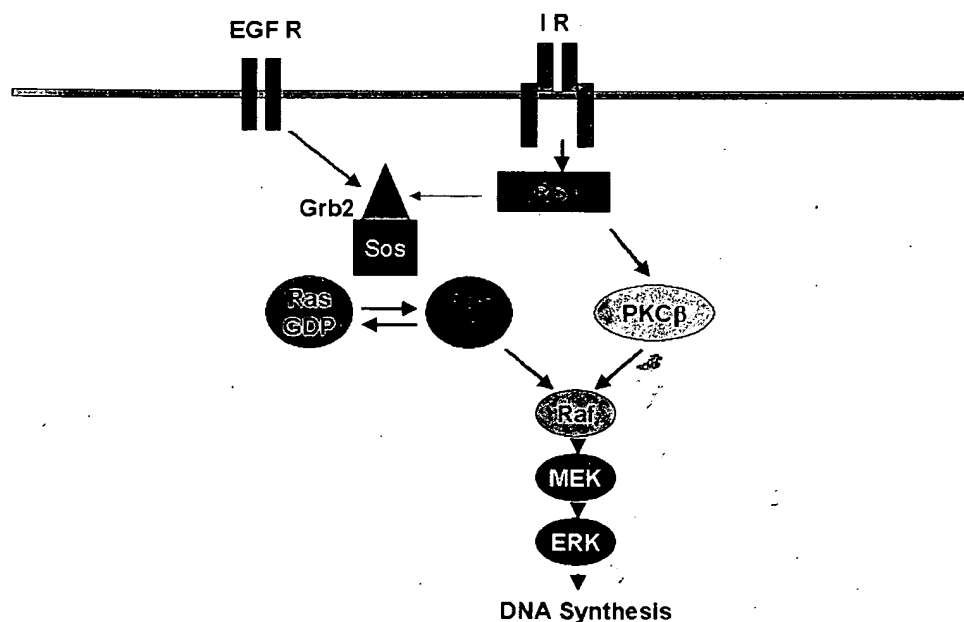 EGF R
I R
Grb2
Sos
Ras
GDP
PKCβ
Raf
MEK
ERK
DNA Synthesis